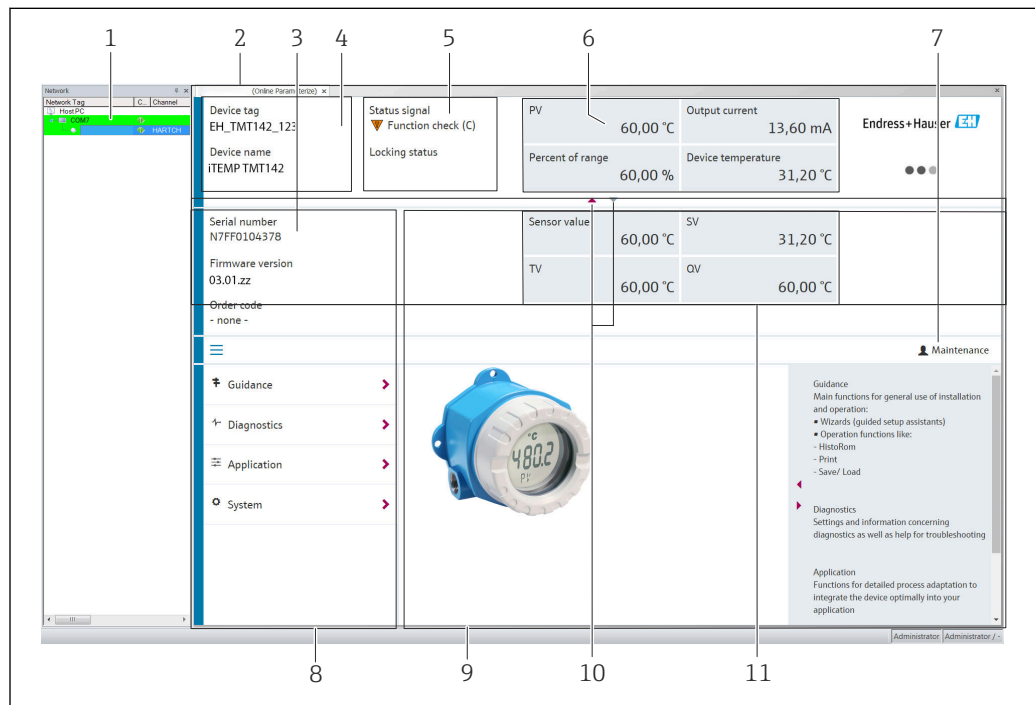 1 2 3 4 5 6 7
Network
(Online Parameterize) ×
Network Tag C... Channel
Host PC
COM7
HARTCH
Device tag
EH_TMT142_123
Device name
iTEMP TMT142
Status signal
Function check (C)
Locking status
PV
60,00 °C
Output current
13,60 mA
Percent of range
60,00 %
Device temperature
31,20 °C
Endress+Hauser EH
Serial number
N7FF0104378
Firmware version
03.01.zz
Order code
- none -
Sensor value
60,00 °C
SV
31,20 °C
TV
60,00 °C
QV
60,00 °C
Maintenance
Guidance
Diagnostics
Application
System
°C
480.2
Guidance
Main functions for general use of installation
and operation:
▪ Wizards (guided setup assistants)
▪ Operation functions like:
- HistoRom
- Print
- Save/ Load
Diagnostics
Settings and information concerning
diagnostics as well as help for troubleshooting
Application
Functions for detailed process adaptation to
integrate the device optimally into your
application
Administrator Administrator / -
8 9 10 11